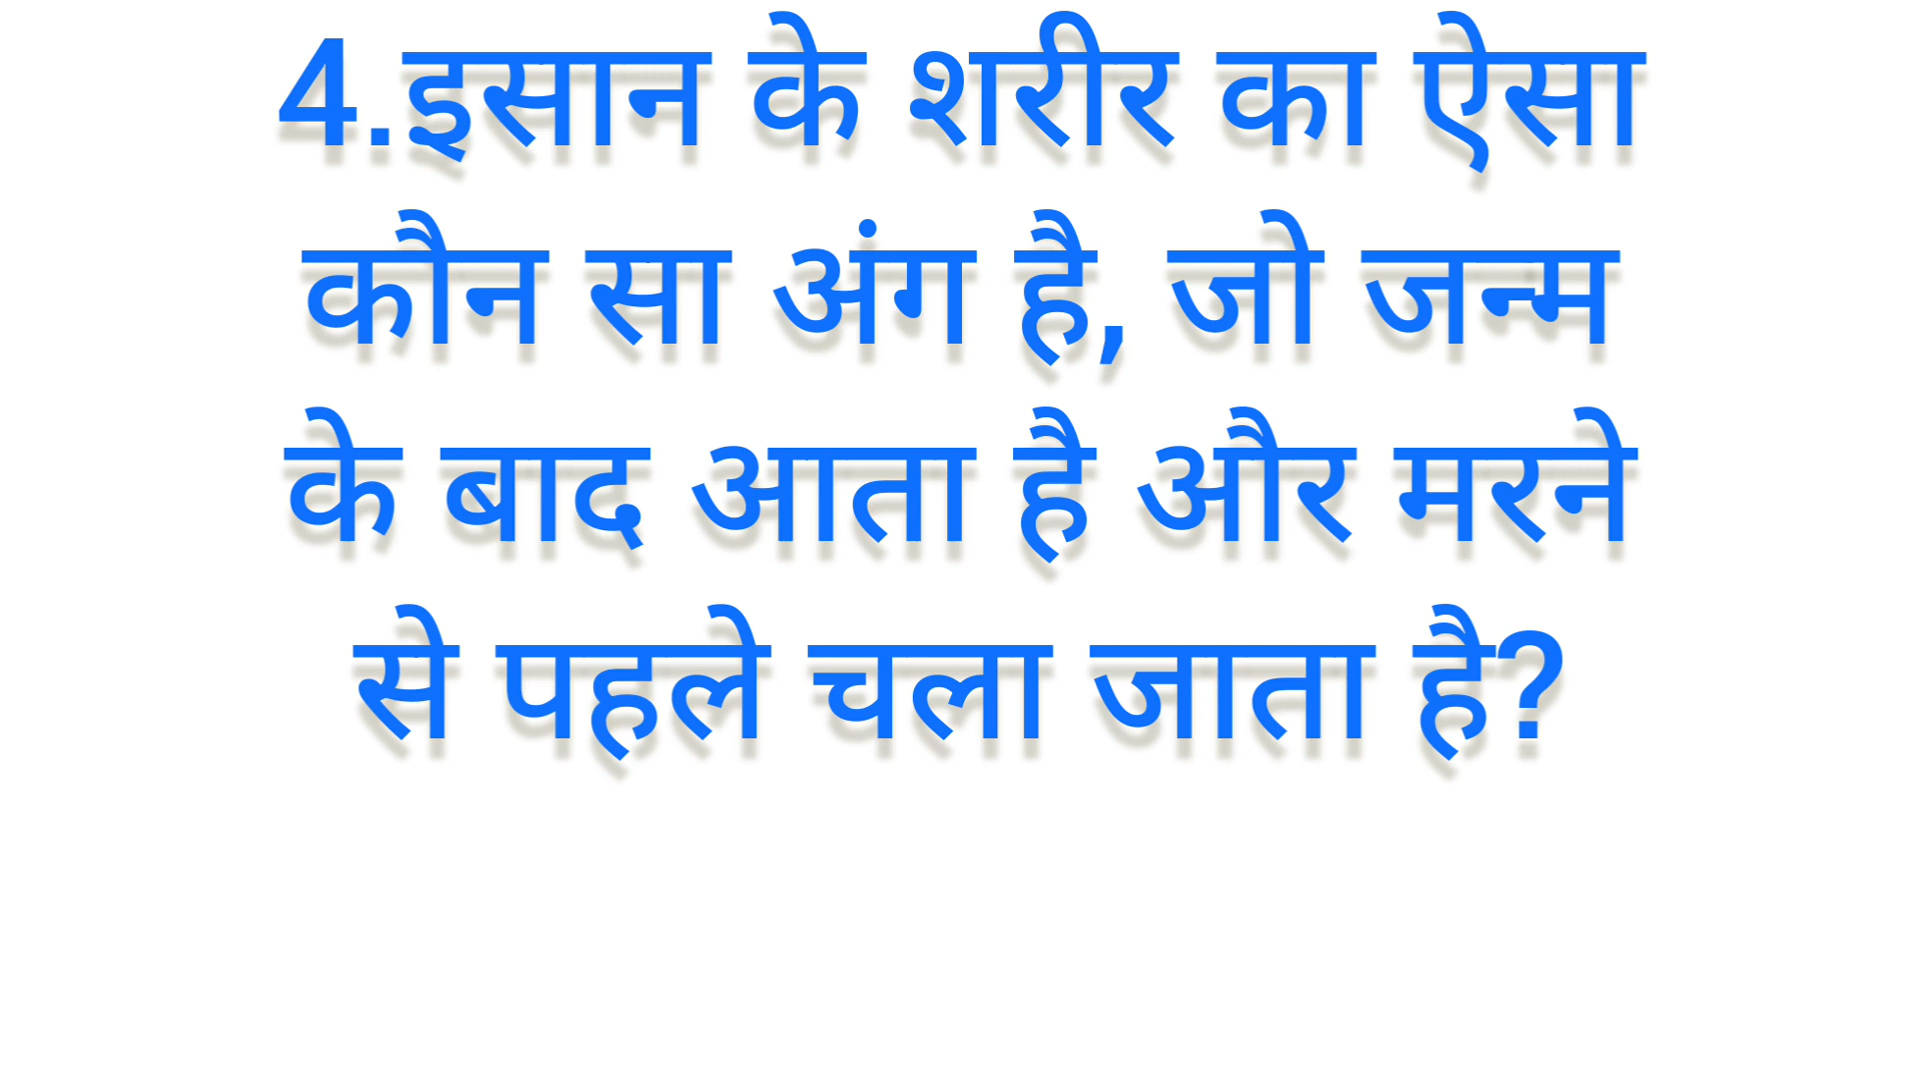 4.इसान के शरीर का ऐसा
कौन सा अंग है, जो जन्म
के बाद आता है और मरने
से पहले चला जाता है?